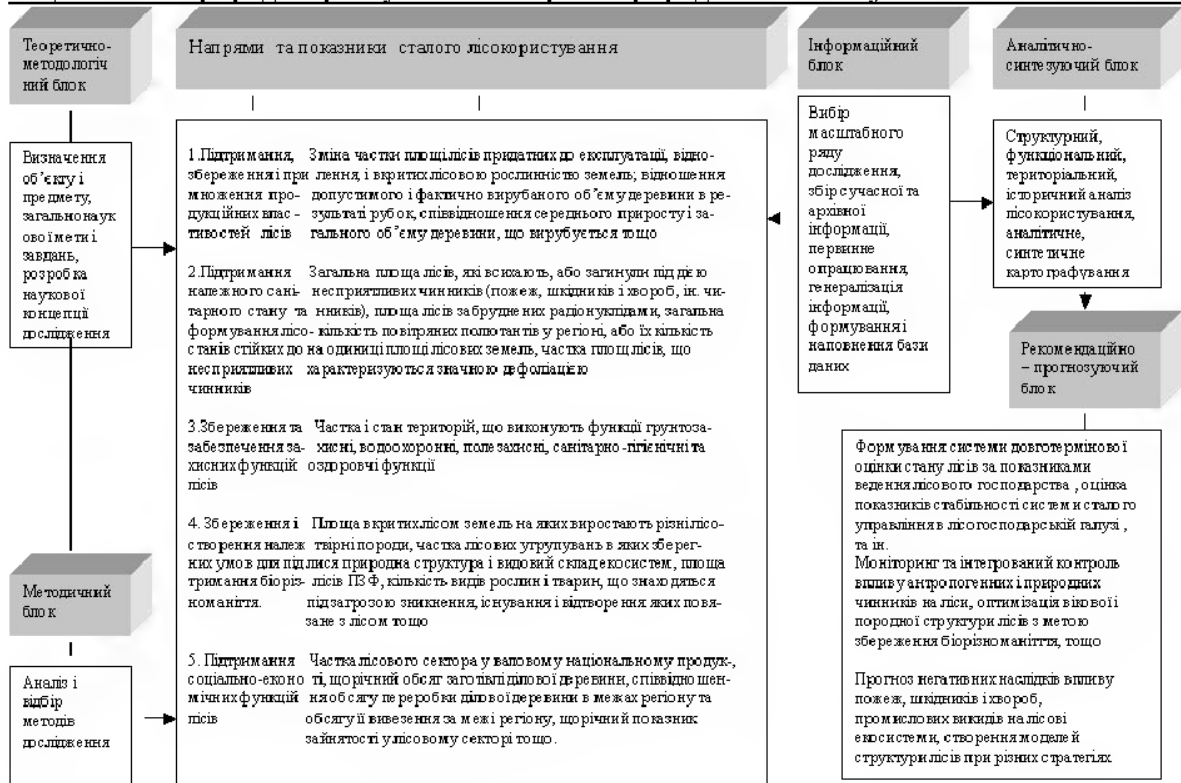 Теоретично-
методологіч
ний блок
Напрями та показники сталого лісокористування
Інформаційний
блок
Аналітично-
синтезуючий блок
Визначення
об’єкту і
предмету,
загальнонаук
ової мети і
завдань,
розробка
наукової
концепції
дослідження
1.Підтримання,
збереження і при
множення про-
дукційних влас -
тивостей лісів
Зміна частки площі лісів придатних до експлуатації, відно-
лення, і вкритих лісовою рослинністю земель; відношення
допустимого і фактично вирубаного об’єму деревини в ре-
зультаті рубок, співвідношення середнього приросту і за-
гального об’єму деревини, що вирубується тощо
2.Підтримання
належного сані-
тарного стану та
формування лісо-
станів стійких до
несприятливих
чинників
Загальна площа лісів, які всихають, або загинули під дією
несприятливих чинників (пожеж, шкідників і хвороб, ін. чи-
нників), площа лісів забруднених радіонуклідами, загальна
кількість повітряних полютантів у регіоні, або їх кількість
на одиниці площі лісових земель, частка площ лісів, що
характеризуються значною дефоліацією
3.Збереження та
забезпечення за-
хисних функцій
лісів
Частка і стан територій, що виконують функції ґрунтоза-
хисні, водоохоронні, полезахисні, санітарно-гігієнічні та
оздоровчі функції
4. Збереження і
створення належ
них умов для під
тримання біоріз-
номаніття.
Площа вкритих лісом земель на яких виростають різні лісо-
твірні породи, частка лісових угрупувань в яких зберег-
лися природна структура і видовий склад екосистем, площа
лісів ПЗФ, кількість видів рослин і тварин, що знаходяться
під загрозою зникнення, існування і відтворення яких повя-
зане з лісом тощо
5. Підтримання
соціально-еконо
мічних функцій
лісів
Частка лісового сектора у валовому національному продук-,
ті, щорічний обсяг заготівлі ділової деревини, співвідношен-
ня обсягу переробки ділової деревини в межах регіону та
обсягу її вивезення за межі регіону, щорічний показник
зайнятості у лісовому секторі тощо.
Вибір
масштабного
ряду
дослідження,
збір сучасної та
архівної
інформації,
первинне
опрацювання,
генералізація
інформації,
формування і
наповнення бази
даних
Структурний,
функціональний,
територіальний,
історичний аналіз
лісокористування,
аналітичне,
синтетичне
картографування
Рекомендаційно
– прогнозуючий
блок
Формування системи довготермінової
оцінки стану лісів за показниками
ведення лісового господарства , оцінка
показників стабільності системи сталого
управління в лісогосподарській галузі ,
та ін.
Моніторинг та інтегрований контроль
впливу антропогенних і природних
чинників на ліси, оптимізація вікової і
породної структури лісів з метою
збереження біорізноманіття, тощо
Прогноз негативних наслідків впливу
пожеж, шкідників і хвороб,
промислових викидів на лісові
екосистеми, створення моделей
структури лісів при різних стратегіях
Методичний
блок
Аналіз і
відбір
методів
дослідження